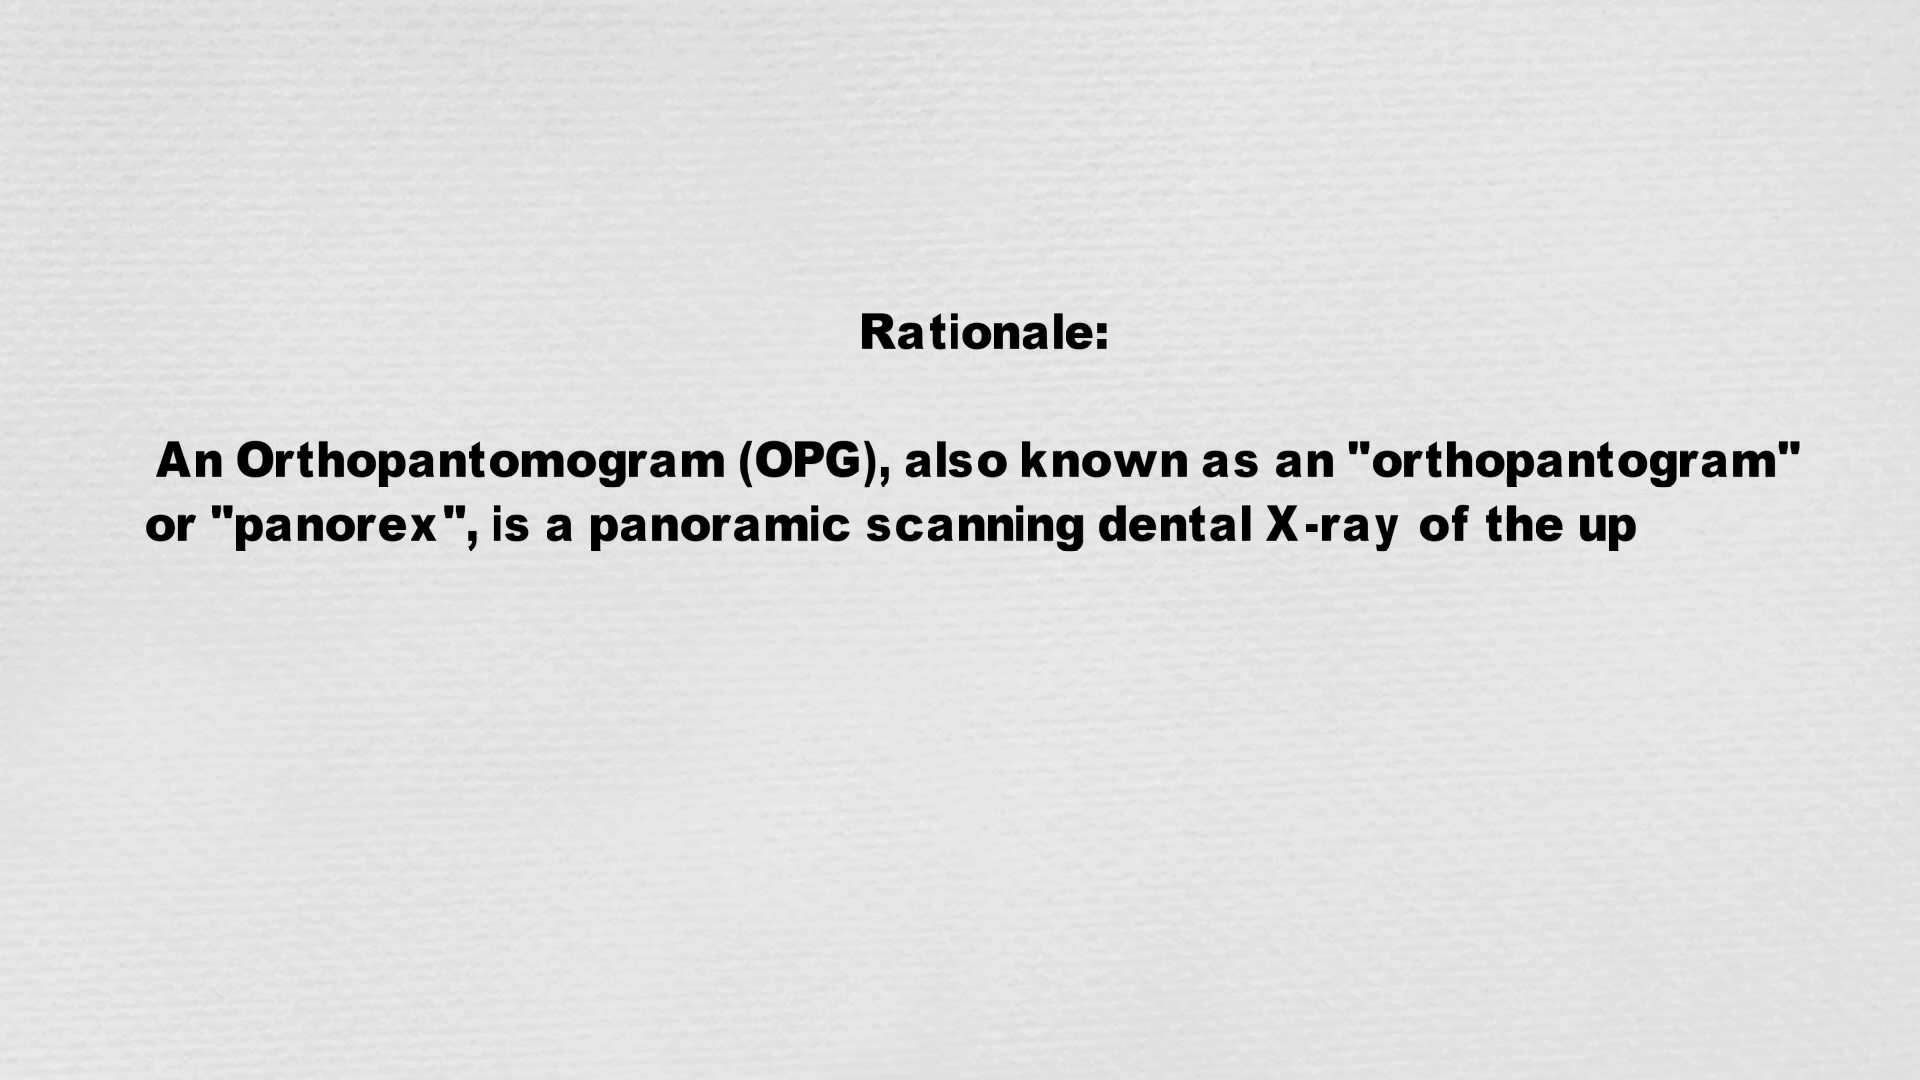 Rationale:
An Orthopantomogram (OPG), also known as an "orthopantogram"
or "panorex", is a panoramic scanning dental X-ray of the up